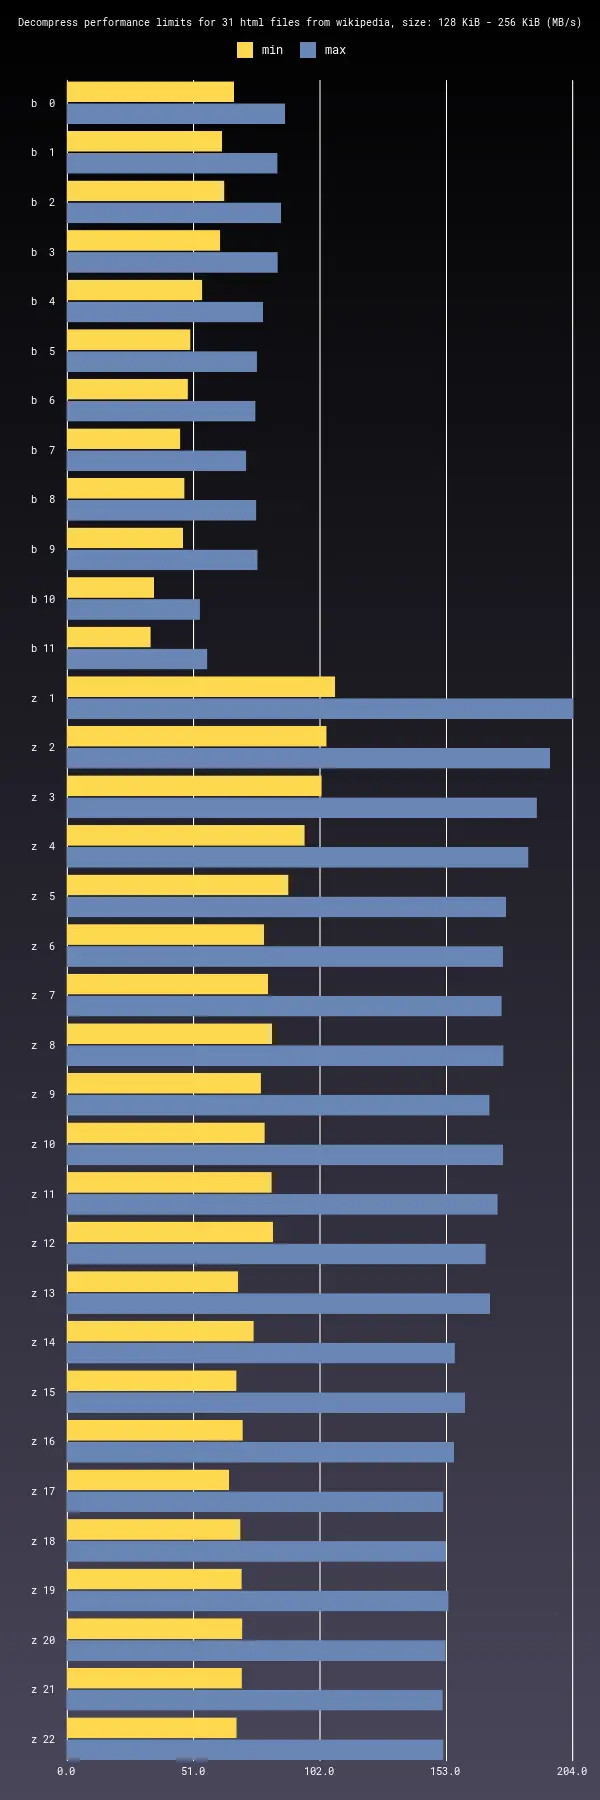 Decompress performance limits for 31 html files from wikipedia, size: 128 KiB - 256 KiB (MB/s)
min max
b 0
b 1
b 2
b 3
b 4
b 5
b 6
b 7
b 8
b 9
b 10
b 11
z 1
z 2
z 3
z 4
z 5
z 6
z 7
z 8
z 9
z 10
z 11
z 12
z 13
z 14
z 15
z 16
z 17
z 18
z 19
z 20
z 21
z 22
0.0 51.0 102.0 153.0 204.0